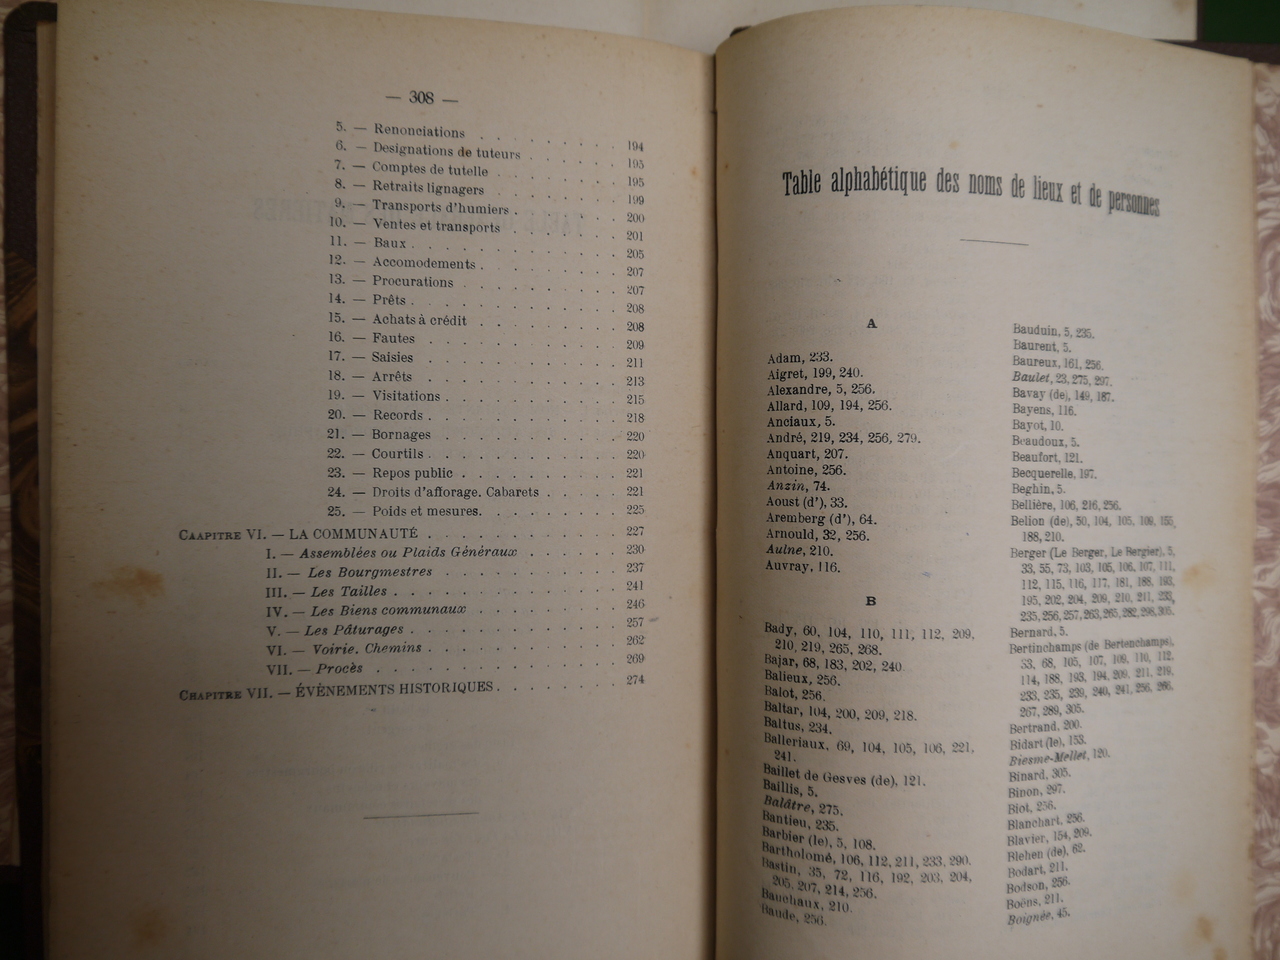 — 308 —
5. — Renonciations . . . . . . . 194
6. — Designations de tuteurs . . . . . 195
7. — Comptes de tutelle . . . . . . 195
8. — Retraits lignagers . . . . . . 199
9. — Transports d'humiers . . . . . . 200
10. — Ventes et transports . . . . . . 201
11. — Baux . . . . . . . . . 205
12. — Accomodements . . . . . . . 207
13. — Procurations . . . . . . . 207
14. — Prêts . . . . . . . . . 208
15. — Achats à crédit . . . . . . . 208
16. — Fautes . . . . . . . . 209
17. — Saisies . . . . . . . . 211
18. — Arrêts . . . . . . . . 213
19. — Visitations . . . . . . . . 215
20. — Records . . . . . . . . 218
21. — Bornages . . . . . . . . 220
22. — Courtils . . . . . . . . 220
23. — Repos public . . . . . . . 221
24. — Droits d'afforage. Cabarets . . . . 221
25. — Poids et mesures. . . . . . . 225
CAAPITRE VI. — LA COMMUNAUTÉ . . . . . . . . 227
I. — Assemblées ou Plaids Généraux . . . . . 230
II. — Les Bourgmestres . . . . . . . . 237
III. — Les Tailles . . . . . . . . . 241
IV. — Les Biens communaux . . . . . . . 246
V. — Les Pâturages . . . . . . . . . 257
VI. — Voirie. Chemins . . . . . . . . 262
VII. — Procès . . . . . . . . . . 269
CHAPITRE VII. — ÉVÈNEMENTS HISTORIQUES . . . . . . 274
Table alphabétique des noms de lieux et de personnes
A
Adam, 233.
Aigret, 199, 240.
Alexandre, 5, 256.
Allard, 109, 194, 256.
Anciaux, 5.
André, 219, 234, 256, 279.
Anquart, 207.
Antoine, 256.
Anzin, 74.
Aoust (d'), 33.
Aremberg (d'), 64.
Arnould, 32, 256.
Aulne, 210.
Auvray, 116.
B
Bady, 60, 104, 110, 111, 112, 209,
210, 219, 265, 268.
Bajar, 68, 183, 202, 240
Balieux, 256.
Balot, 256.
Baltar, 104, 200, 209, 218.
Baltus, 234.
Balleriaux, 69, 104, 105, 106, 221,
241.
Baillet de Gesves (de), 121.
Baillis, 5.
Balâtre, 275.
Bantieu, 235.
Barbier (le), 5, 108.
Bartholomé, 106, 112, 211, 233, 290.
Bastin, 35, 72, 116, 192, 203, 204,
205, 207, 214, 256.
Bauchaux, 210.
Baude, 256.
Bauduin, 5, 235.
Baurent, 5.
Baureux, 161, 256.
Baulet, 23, 275, 297.
Bavay (de), 149, 187.
Bayens, 116.
Bayot, 10.
Beaudoux, 5.
Beaufort, 121.
Becquerelle, 197.
Beghin, 5.
Bellière, 106, 216, 256.
Belion (de), 50, 104, 105, 109, 155,
188, 210.
Berger (Le Berger, Le Bergier), 5,
33, 55, 73, 103, 105, 106, 107, 111,
112, 115, 116, 117, 181, 188, 193,
195, 202, 204, 209, 210, 211, 233,
235, 256, 257, 263, 265, 282, 298, 305.
Bernard, 5.
Bertinchamps (de Bertenchamps),
53, 68, 105, 107, 109, 110, 112,
114, 188, 193, 194, 209, 211, 219,
233, 235, 239, 240, 241, 256, 266,
267, 289, 305.
Bertrand, 200.
Bidart (le), 153.
Biesme-Mellet, 120.
Binard, 305.
Binon, 297.
Biot, 256.
Blanchart, 256.
Blavier, 154, 209.
Blehen (de), 62.
Bodart, 211.
Bodson, 256.
Boëns, 211.
Boignée, 45.